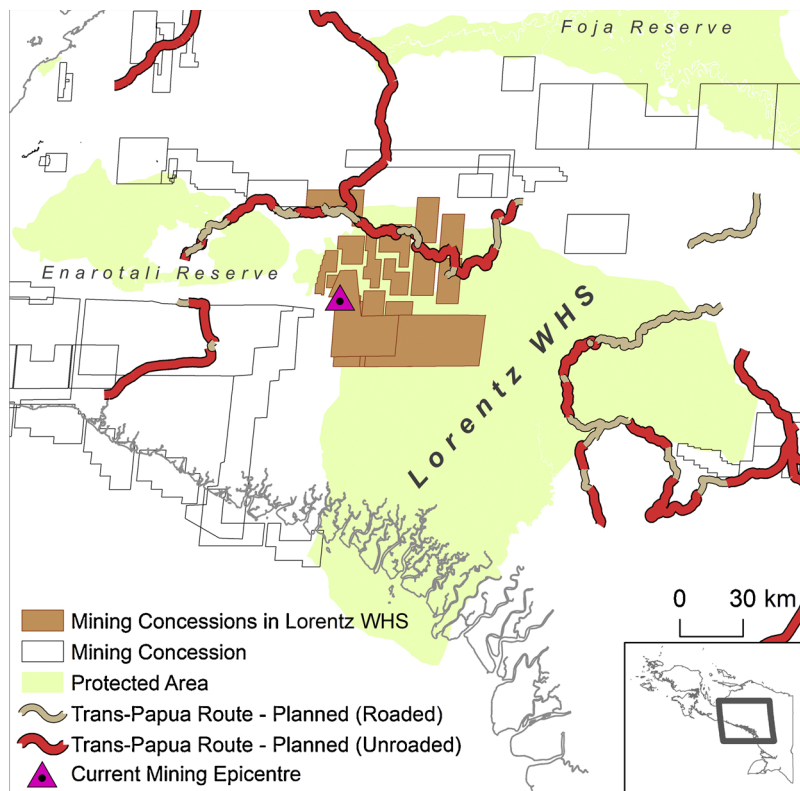 Foja Reserve
Enarotali Reserve
Lorentz WHS
Mining Concessions in Lorentz WHS
Mining Concession
Protected Area
Trans-Papua Route - Planned (Roaded)
Trans-Papua Route - Planned (Unroaded)
Current Mining Epicentre
0 30 km